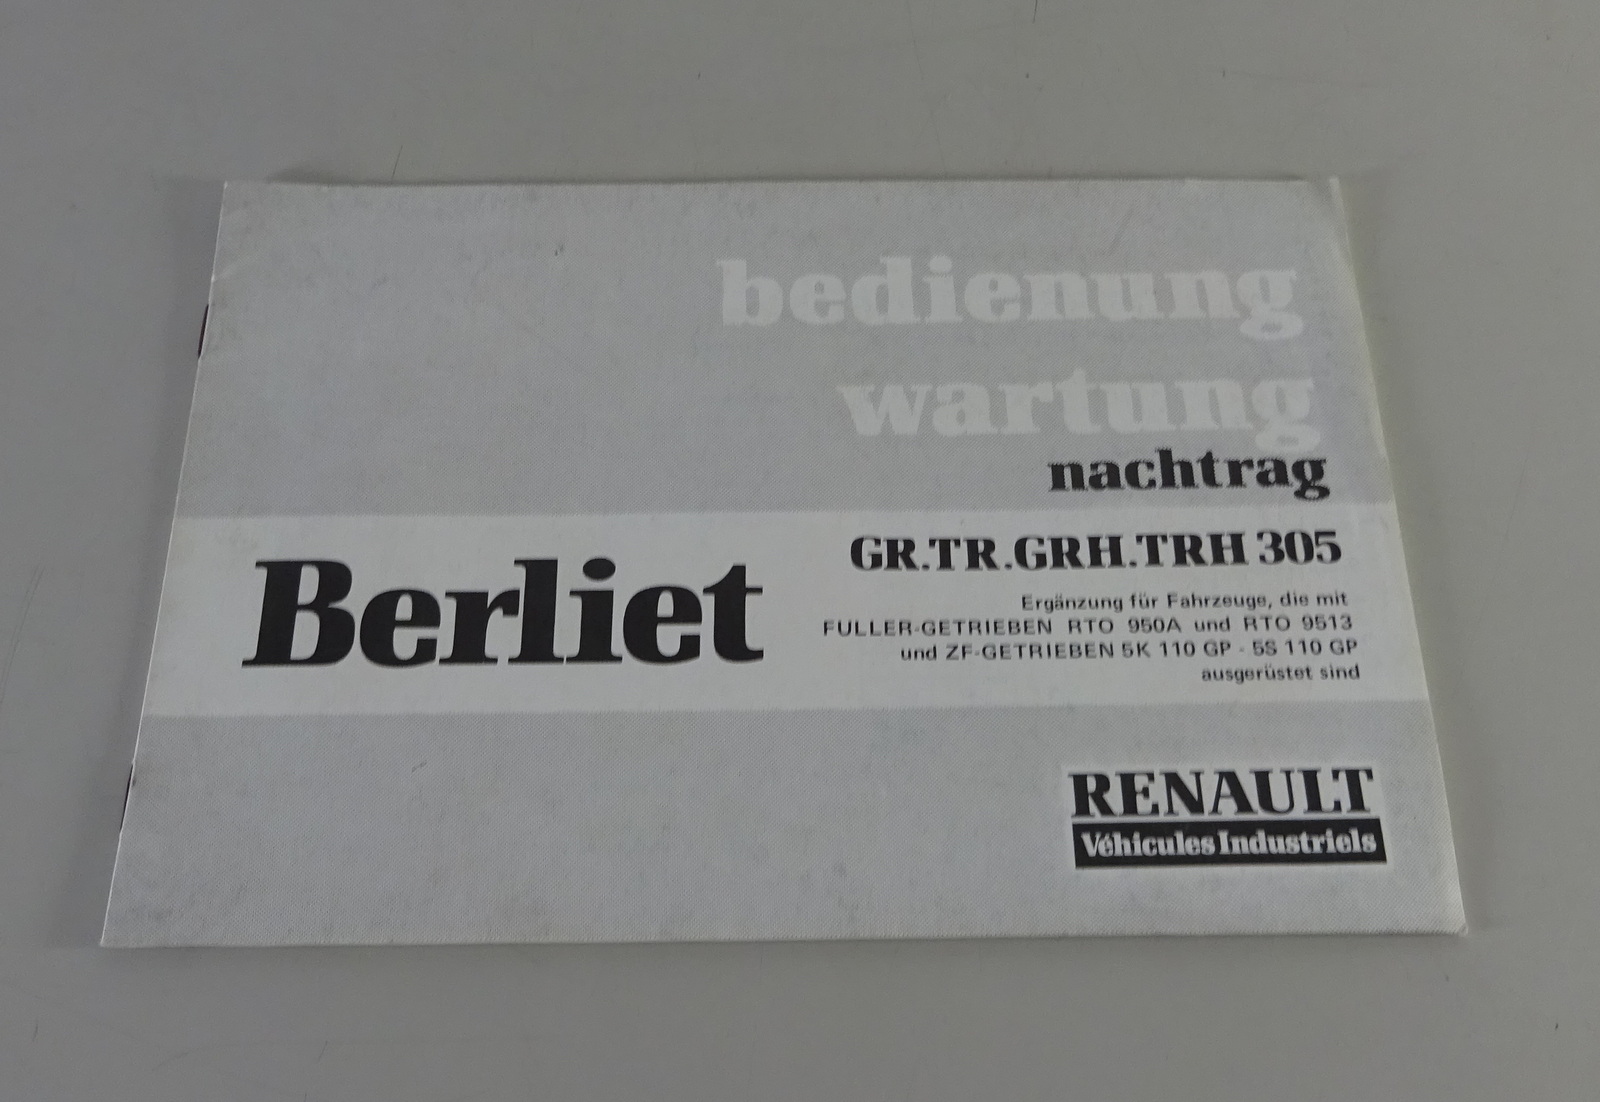 bedienung
wartung
nachtrag
Berliet
GR.TR.GRH.TRH 305
Ergänzung für Fahrzeuge, die mit
FULLER-GETRIEBEN RTO 950A und RTO 9513
und ZF-GETRIEBEN 5K 110 GP - 5S 110 GP
ausgerüstet sind
RENAULT
Véhicules Industriels